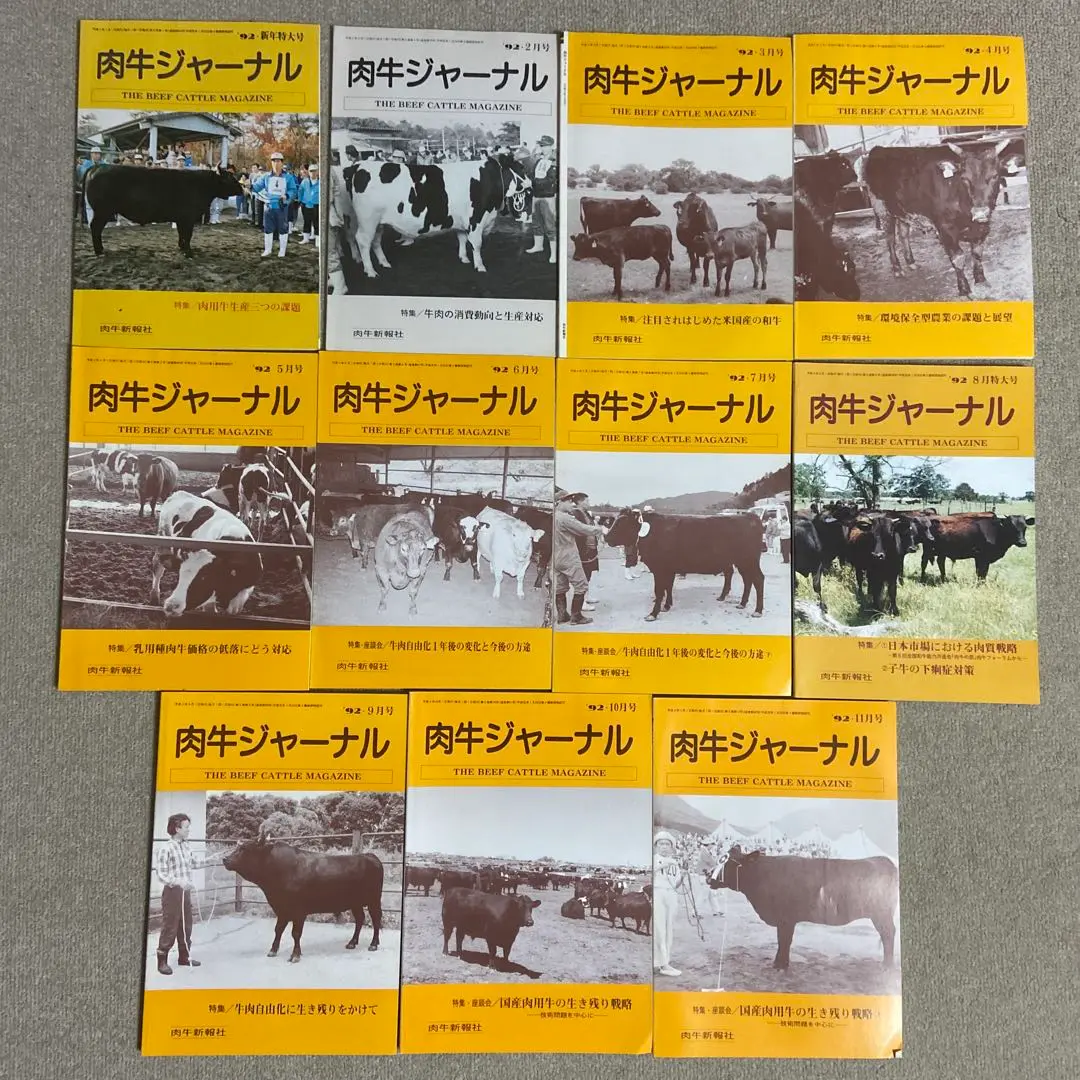 '92・新年特大号
肉牛ジャーナル
THE BEEF CATTLE MAGAZINE
特集／肉用牛生産三つの課題
肉牛新報社
'92・2月号
肉牛ジャーナル
THE BEEF CATTLE MAGAZINE
特集／牛肉の消費動向と生産対応
肉牛新報社
'92・3月号
肉牛ジャーナル
THE BEEF CATTLE MAGAZINE
特集／注目されはじめた米国産の和牛
肉牛新報社
'92・4月号
肉牛ジャーナル
THE BEEF CATTLE MAGAZINE
特集／環境保全型農業の課題と展望
肉牛新報社
'92・5月号
肉牛ジャーナル
THE BEEF CATTLE MAGAZINE
特集／乳用種肉牛価格の低落にどう対応
肉牛新報社
'92・6月号
肉牛ジャーナル
THE BEEF CATTLE MAGAZINE
特集・座談会／牛肉自由化1年後の変化と今後の方途
肉牛新報社
'92・7月号
肉牛ジャーナル
THE BEEF CATTLE MAGAZINE
特集・座談会／牛肉自由化1年後の変化と今後の方途
肉牛新報社
'92・8月特大号
肉牛ジャーナル
THE BEEF CATTLE MAGAZINE
特集／①日本市場における肉質戦略
②子牛の下痢症対策
肉牛新報社
'92・9月号
肉牛ジャーナル
THE BEEF CATTLE MAGAZINE
特集／牛肉自由化に生き残りをかけて
肉牛新報社
'92・10月号
肉牛ジャーナル
THE BEEF CATTLE MAGAZINE
特集・座談会／国産肉用牛の生き残り戦略
——技術問題を中心に——
肉牛新報社
'92・11月号
肉牛ジャーナル
THE BEEF CATTLE MAGAZINE
特集・座談会／国産肉用牛の生き残り戦略
——技術問題を中心に——
肉牛新報社